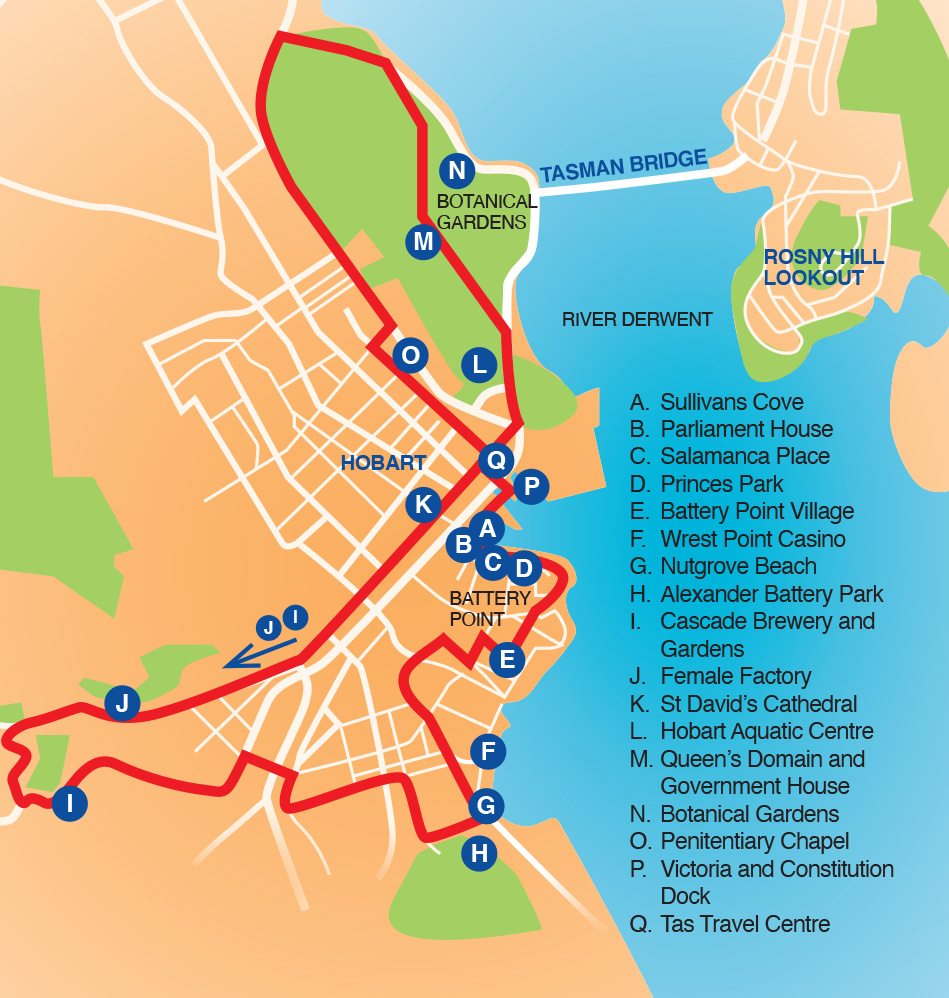 N
TASMAN BRIDGE
BOTANICAL
GARDENS
M
ROSNY HILL
LOOKOUT
RIVER DERWENT
O
L
HOBART
Q
P
K
A
B
C
D
BATTERY
POINT
J
I
E
J
F
I
G
H
A. Sullivans Cove
B. Parliament House
C. Salamanca Place
D. Princes Park
E. Battery Point Village
F. Wrest Point Casino
G. Nutgrove Beach
H. Alexander Battery Park
I. Cascade Brewery and
Gardens
J. Female Factory
K. St David's Cathedral
L. Hobart Aquatic Centre
M. Queen's Domain and
Government House
N. Botanical Gardens
O. Penitentiary Chapel
P. Victoria and Constitution
Dock
Q. Tas Travel Centre